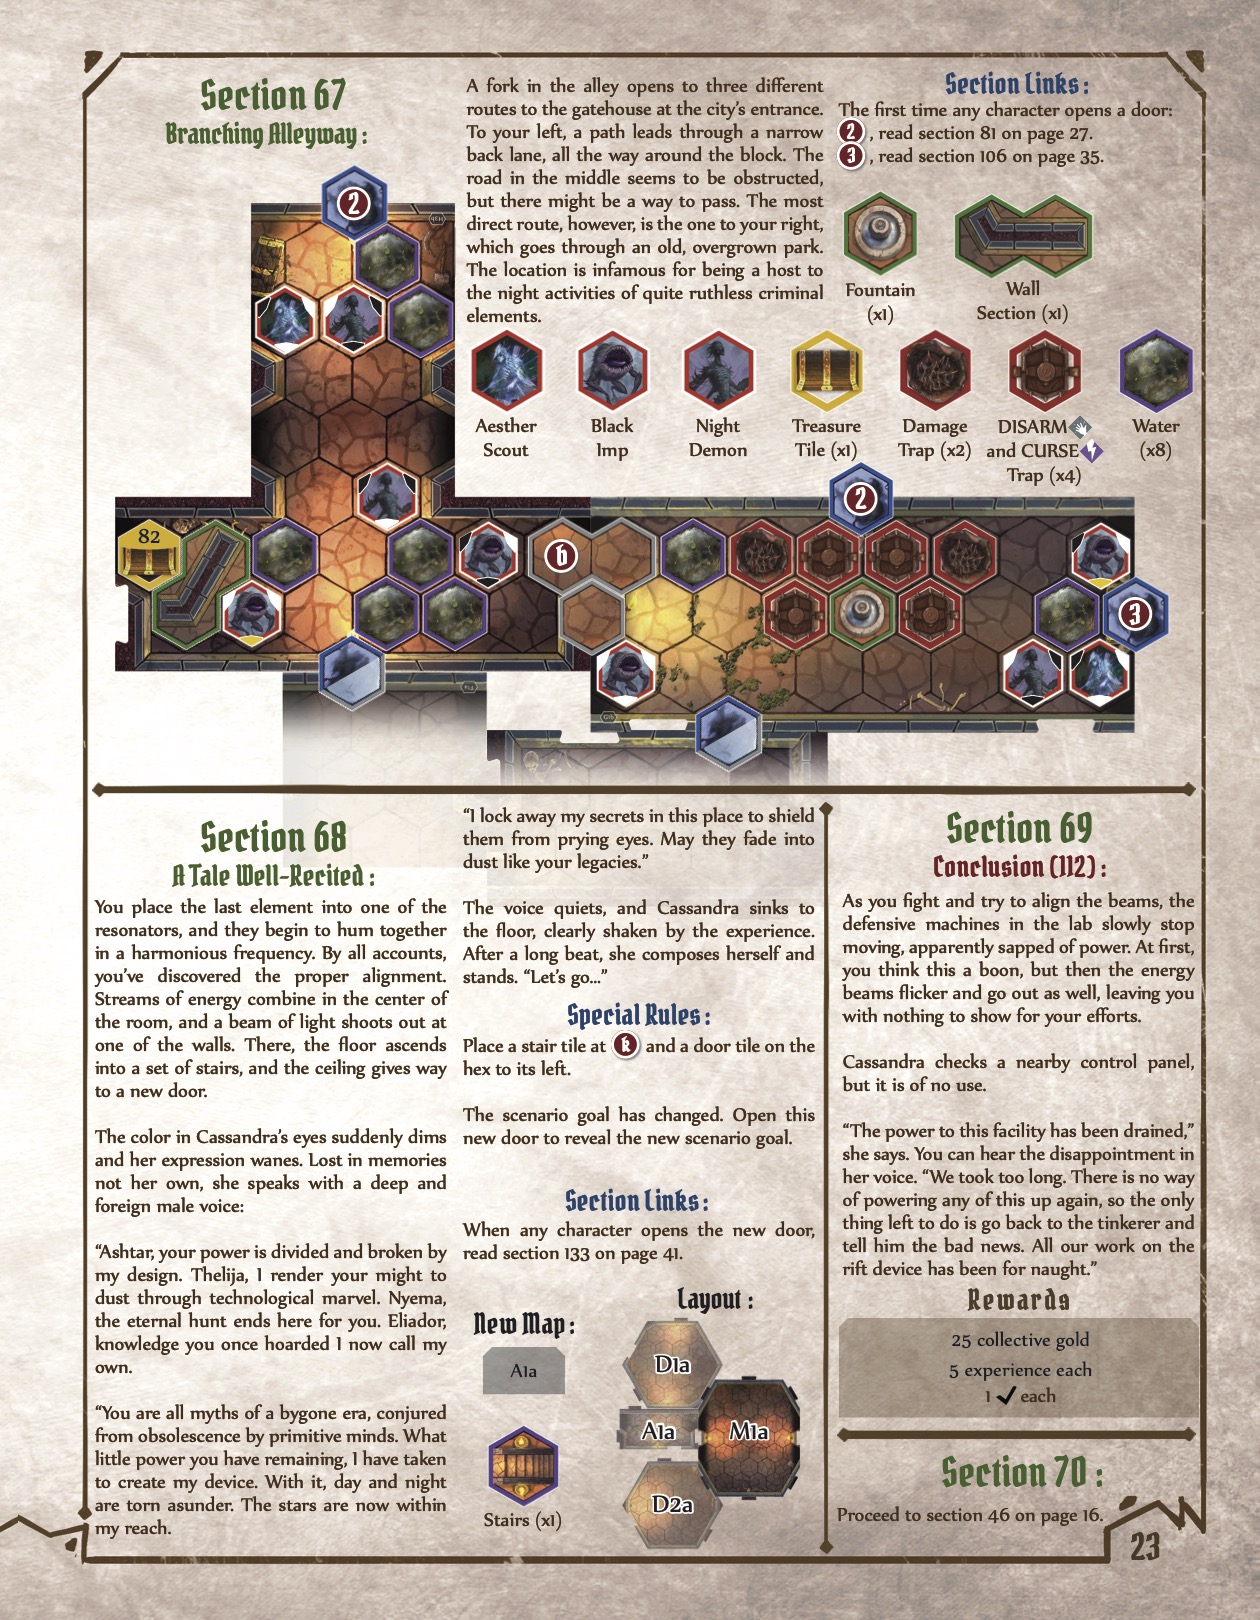 Section 67
Branching Alleyway:
A fork in the alley opens to three different
routes to the gatehouse at the city's entrance.
To your left, a path leads through a narrow
back lane, all the way around the block. The
road in the middle seems to be obstructed,
but there might be a way to pass. The most
direct route, however, is the one to your right,
which goes through an old, overgrown park.
The location is infamous for being a host to
the night activities of quite ruthless criminal
elements.
Section Links:
The first time any character opens a door:
2, read section 81 on page 27.
3, read section 106 on page 35.
Fountain
(x1)
Wall
Section (x1)
Aesther
Scout
Black
Imp
Night
Demon
Treasure
Tile (x1)
Damage
Trap (x2)
DISARM
and CURSE
Trap (x4)
Water
(x8)
2
2
82
b
3
Section 68
A Tale Well-Recited:
You place the last element into one of the
resonators, and they begin to hum together
in a harmonious frequency. By all accounts,
you've discovered the proper alignment.
Streams of energy combine in the center of
the room, and a beam of light shoots out at
one of the walls. There, the floor ascends
into a set of stairs, and the ceiling gives way
to a new door.
The color in Cassandra's eyes suddenly dims
and her expression wanes. Lost in memories
not her own, she speaks with a deep and
foreign male voice:
"Ashtar, your power is divided and broken by
my design. Thelija, I render your might to
dust through technological marvel. Nyema,
the eternal hunt ends here for you. Eliador,
knowledge you once hoarded I now call my
own.
"You are all myths of a bygone era, conjured
from obsolescence by primitive minds. What
little power you have remaining, I have taken
to create my device. With it, day and night
are torn asunder. The stars are now within
my reach.
"I lock away my secrets in this place to shield
them from prying eyes. May they fade into
dust like your legacies."
The voice quiets, and Cassandra sinks to
the floor, clearly shaken by the experience.
After a long beat, she composes herself and
stands. "Let's go..."
Special Rules:
Place a stair tile at k and a door tile on the
hex to its left.
The scenario goal has changed. Open this
new door to reveal the new scenario goal.
Section Links:
When any character opens the new door,
read section 133 on page 41.
New Map:
A1a
Stairs (x1)
Layout:
D1a
A1a
M1a
D2a
Section 69
Conclusion (112):
As you fight and try to align the beams, the
defensive machines in the lab slowly stop
moving, apparently sapped of power. At first,
you think this a boon, but then the energy
beams flicker and go out as well, leaving you
with nothing to show for your efforts.
Cassandra checks a nearby control panel,
but it is of no use.
"The power to this facility has been drained,"
she says. You can hear the disappointment in
her voice. "We took too long. There is no way
of powering any of this up again, so the only
thing left to do is go back to the tinkerer and
tell him the bad news. All our work on the
rift device has been for naught."
Rewards
25 collective gold
5 experience each
1 ✓ each
Section 70:
Proceed to section 46 on page 16.
23